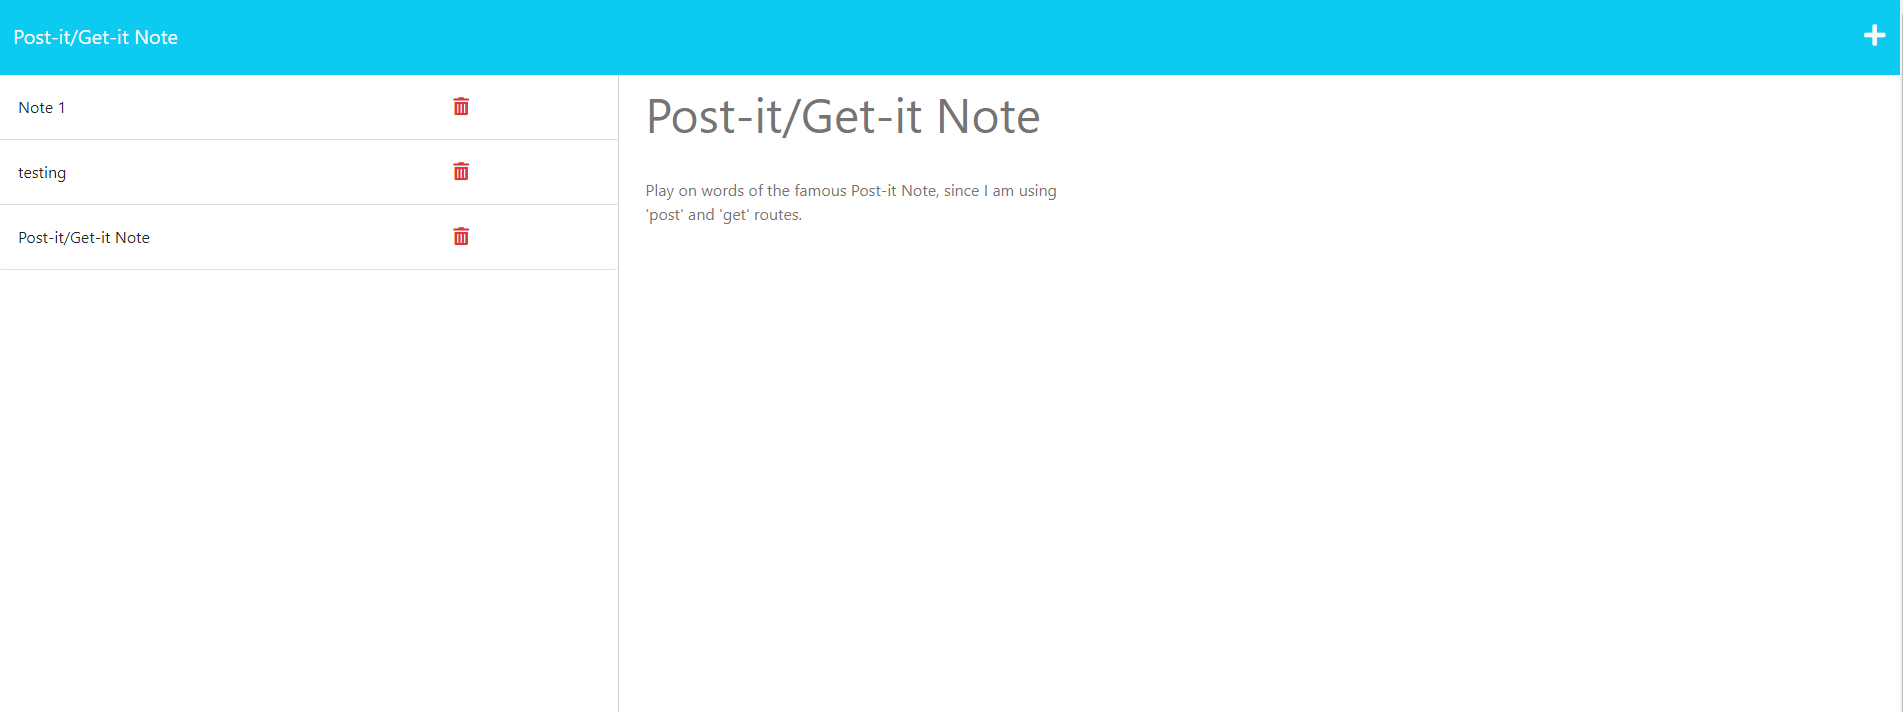 Post-it/Get-it Note
Note 1
testing
Post-it/Get-it Note
Post-it/Get-it Note
Play on words of the famous Post-it Note, since I am using
'post' and 'get' routes.